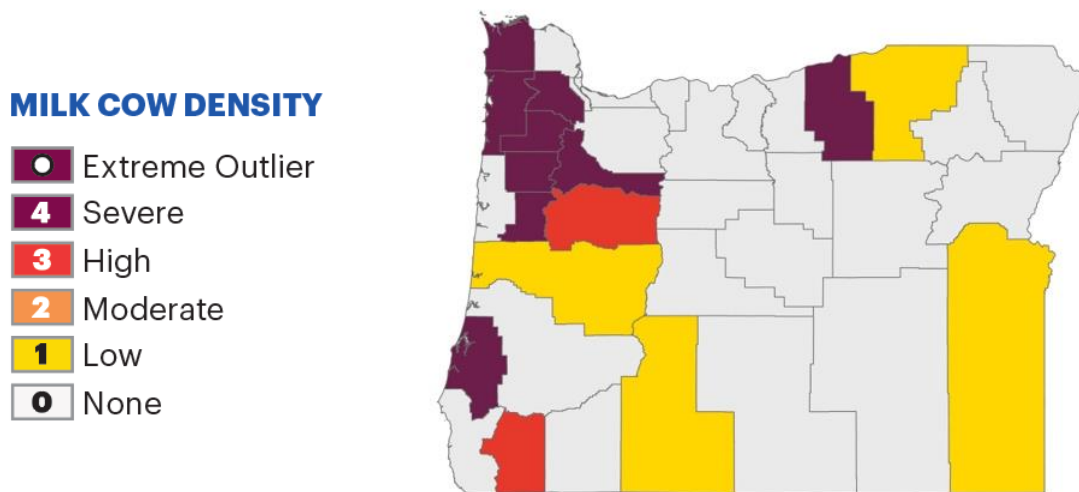 MILK COW DENSITY
Extreme Outlier
4 Severe
3 High
2 Moderate
1 Low
0 None